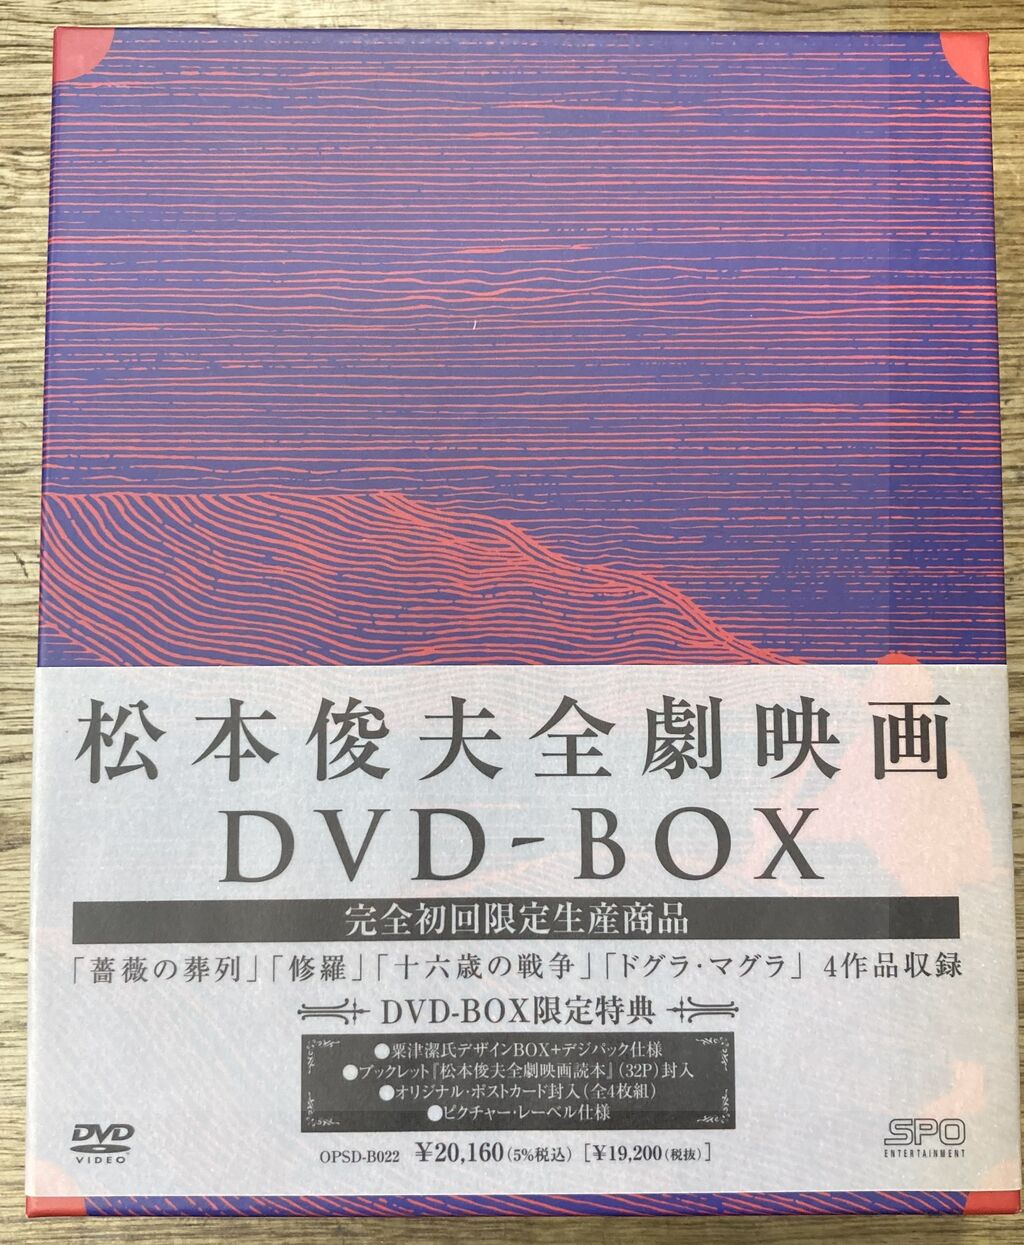 松本俊夫全劇映画
DVD-BOX
完全初回限定生産商品
「薔薇の葬列」「修羅」「十六歳の戦争」「ドグラ・マグラ」 4作品収録
DVD-BOX限定特典
●粟津潔氏デザインBOX+デジパック仕様
●ブックレット『松本俊夫全劇映画読本』(32P)封入
●オリジナル・ポストカード封入(全4枚組)
●ピクチャー・レーベル仕様
DVD
VIDEO
OPSD-B022 ¥20,160(5%税込) [¥19,200(税抜)]
SPO
ENTERTAINMENT